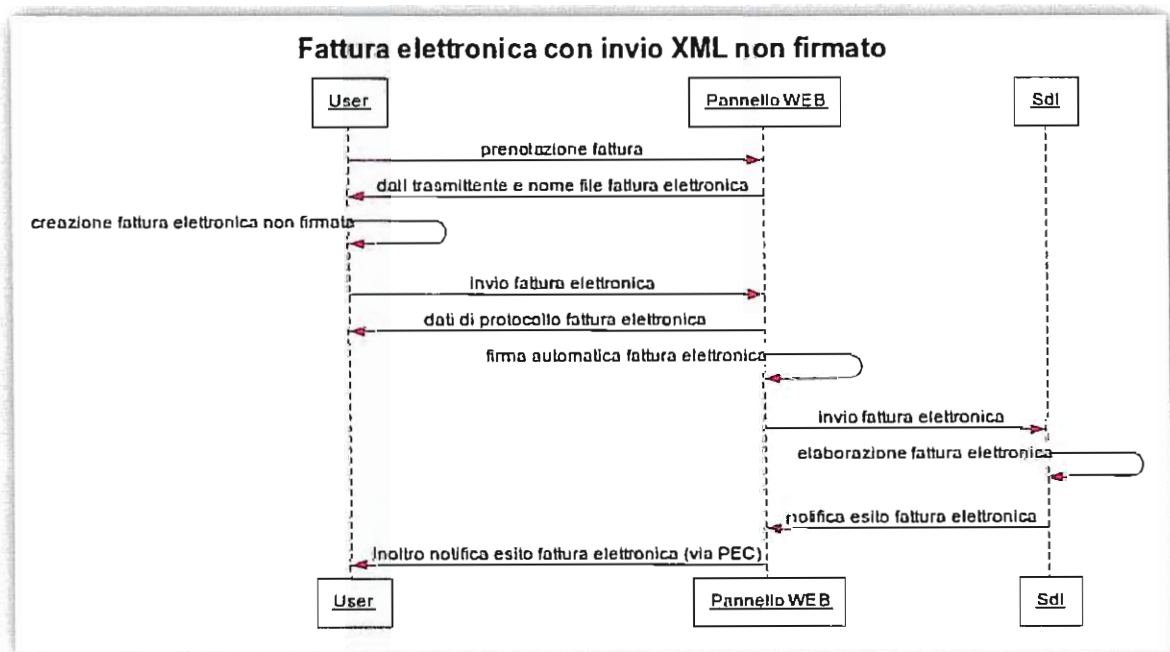 Fattura elettronica con invio XML non firmato
User Pannello WEB SdI
prenotazione fattura
dati trasmittente e nome file fattura elettronica
creazione fattura elettronica non firmata
invio fattura elettronica
dati di protocollo fattura elettronica
firma automatica fattura elettronica
invio fattura elettronica
elaborazione fattura elettronica
notifica esito fattura elettronica
inoltro notifica esito fattura elettronica (via PEC)
User Pannello WEB SdI